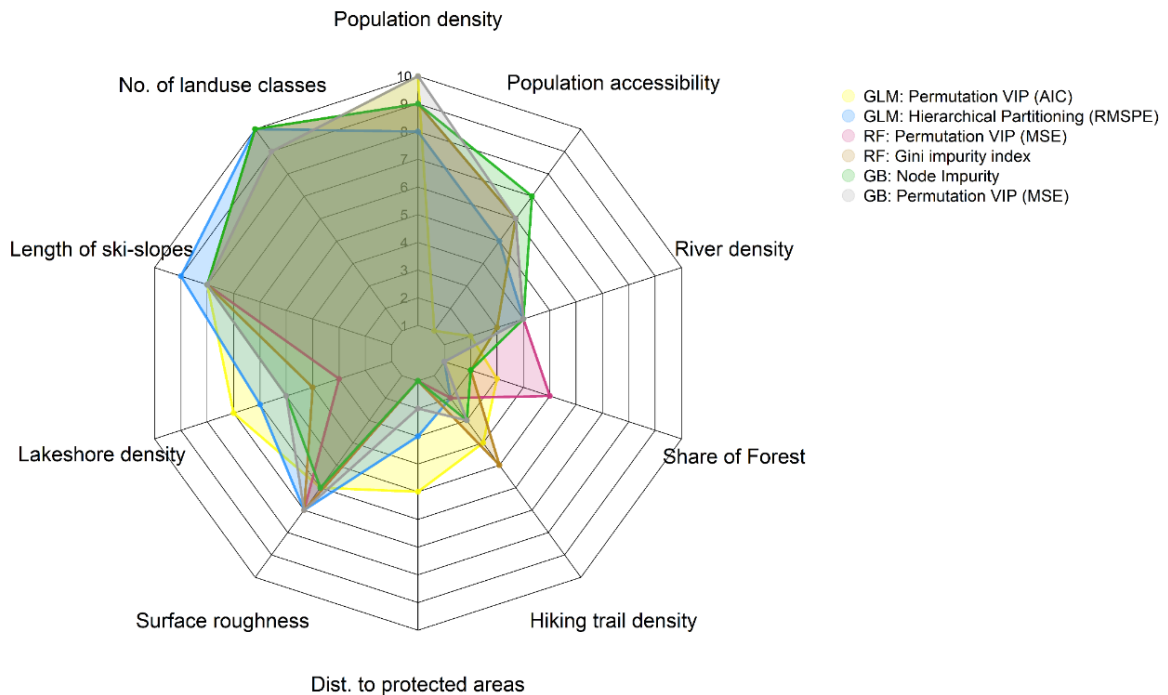 Population density
No. of landuse classes
Population accessibility
10
9
8
7
6
5
4
3
2
1
GLM: Permutation VIP (AIC)
GLM: Hierarchical Partitioning (RMSPE)
RF: Permutation VIP (MSE)
RF: Gini impurity index
GB: Node Impurity
GB: Permutation VIP (MSE)
Length of ski-slopes
River density
Lakeshore density
Share of Forest
Surface roughness
Hiking trail density
Dist. to protected areas